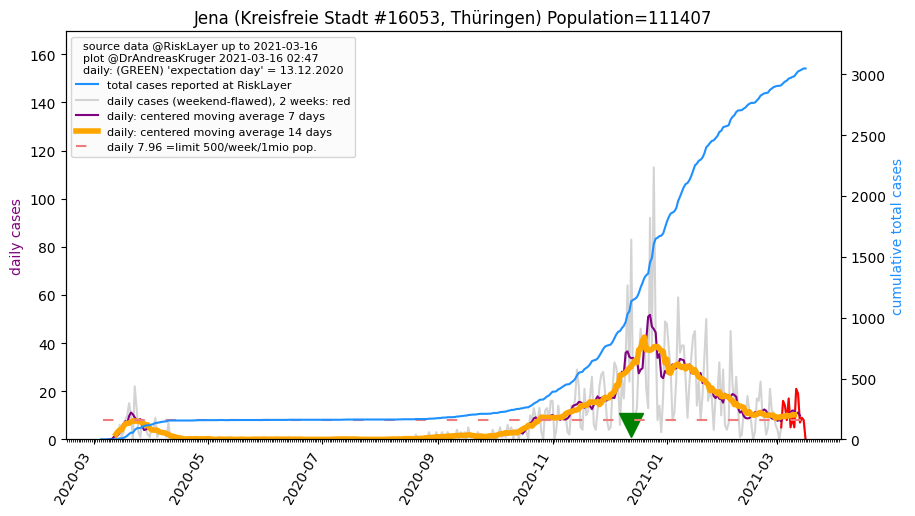 Jena (Kreisfreie Stadt #16053, Thüringen) Population=111407
source data @RiskLayer up to 2021-03-16
plot @DrAndreasKruger 2021-03-16 02:47
daily: (GREEN) 'expectation day' = 13.12.2020
total cases reported at RiskLayer
daily cases (weekend-flawed), 2 weeks: red
daily: centered moving average 7 days
daily: centered moving average 14 days
daily 7.96 =limit 500/week/1mio pop.
daily cases
160
140
120
100
80
60
40
20
0
3000
2500
2000
1500
1000
500
0
cumulative total cases
2020-03
2020-05
2020-07
2020-09
2020-11
2021-01
2021-03